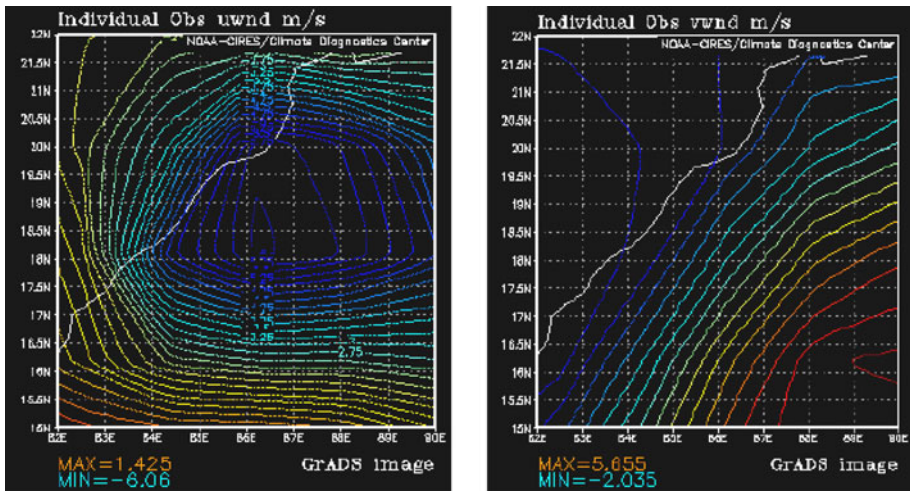 Individual Obs uwnd m/s
NOAA-CIRES/Climate Diagnostics Center
22N
21.5N
21N
20.5N
20N
19.5N
19N
18.5N
18N
17.5N
17N
16.5N
16N
15.5N
15N
-2.75
82E 83E 84E 85E 86E 87E 88E 89E 90E
MAX=1.425
MIN=-6.06
GrADS image
Individual Obs vwnd m/s
NOAA-CIRES/Climate Diagnostics Center
22N
21.5N
21N
20.5N
20N
19.5N
19N
18.5N
18N
17.5N
17N
16.5N
16N
15.5N
15N
82E 83E 84E 85E 86E 87E 88E 89E 90E
MAX=5.655
MIN=-2.035
GrADS image